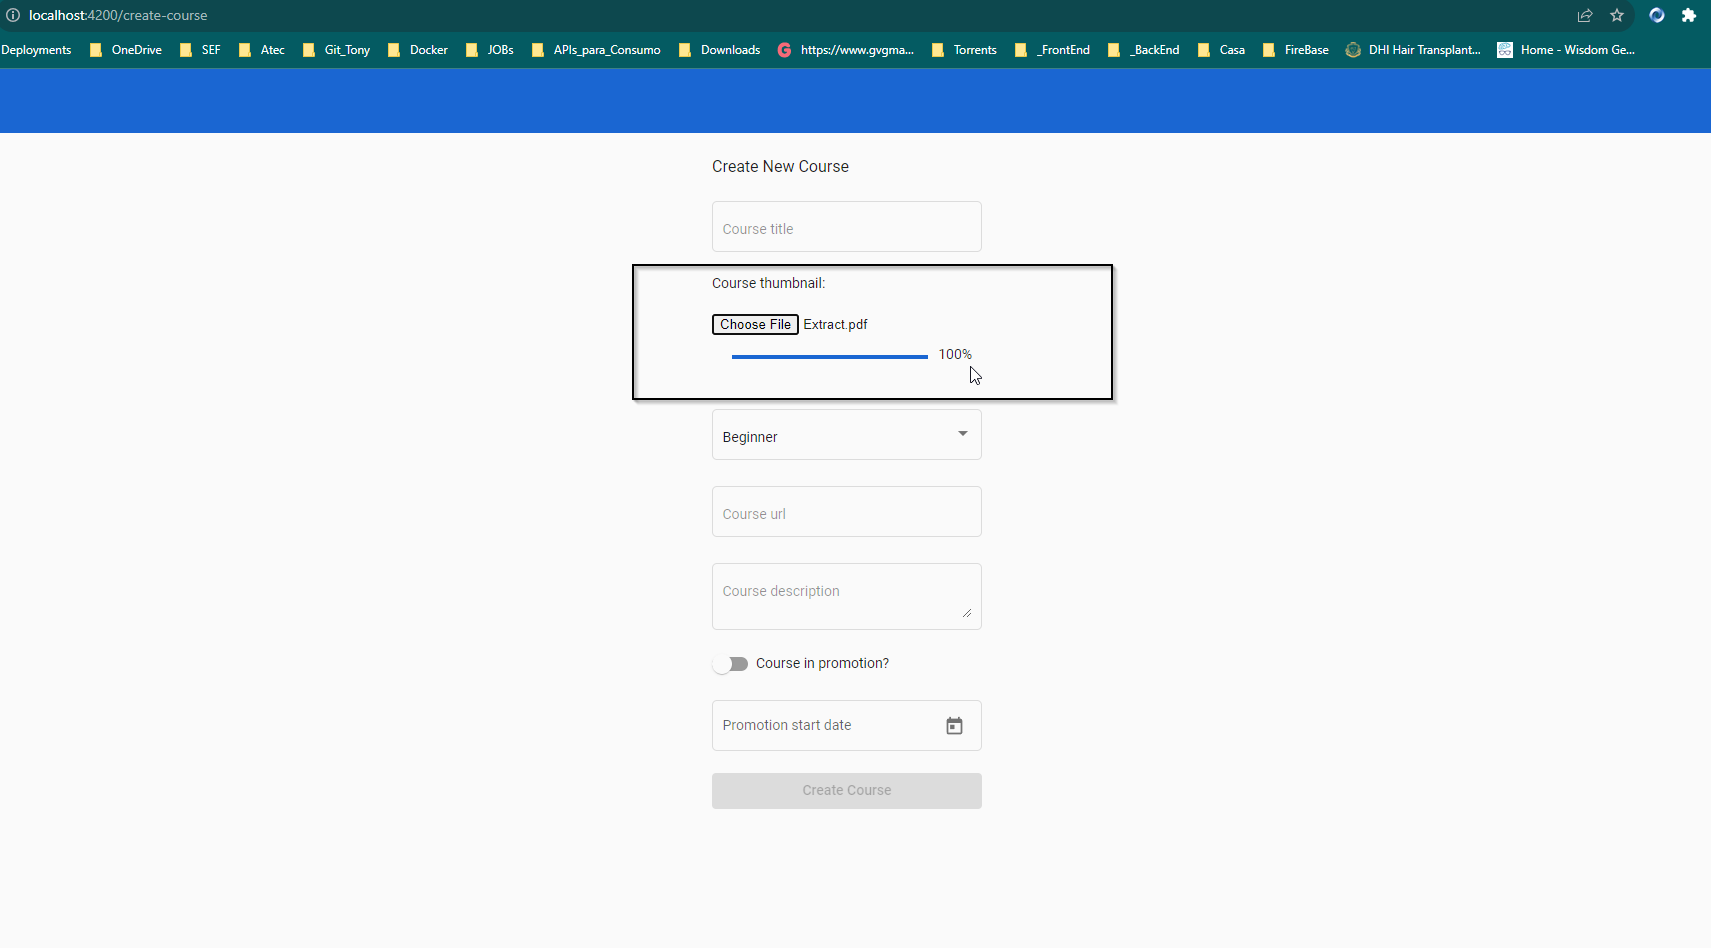 localhost:4200/create-course
Deployments OneDrive SEF Atec Git_Tony Docker JOBs APIs_para_Consumo Downloads G https://www.gvgma... Torrents _FrontEnd _BackEnd Casa FireBase DHI Hair Transplant... Home - Wisdom Ge...
Create New Course
Course title
Course thumbnail:
Choose File Extract.pdf
100%
Beginner
Course url
Course description
Course in promotion?
Promotion start date
Create Course